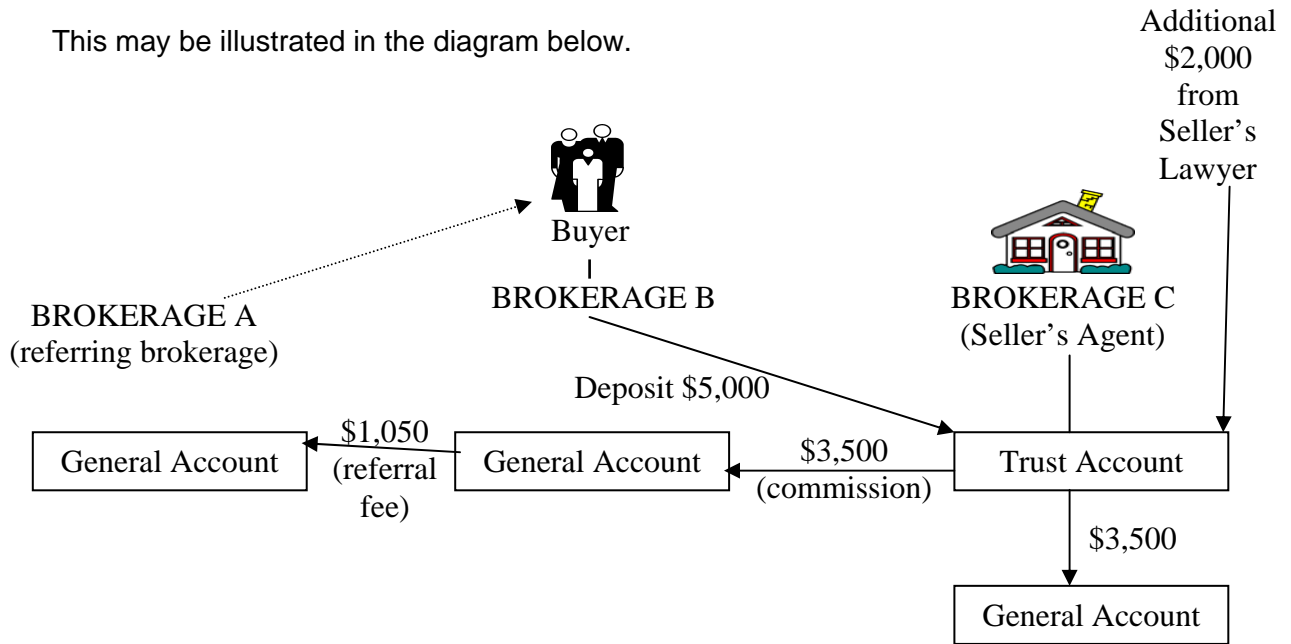 This may be illustrated in the diagram below.
Additional
$2,000
from
Seller's
Lawyer
Buyer
BROKERAGE A
(referring brokerage)
BROKERAGE B
BROKERAGE C
(Seller's Agent)
Deposit $5,000
General Account
$1,050
(referral
fee)
General Account
$3,500
(commission)
Trust Account
$3,500
General Account